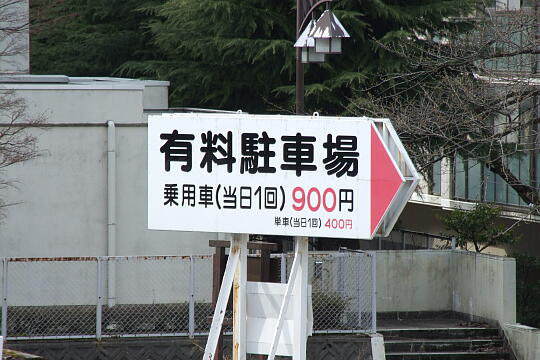 有料駐車場
乗用車(当日1回) 900円
単車(当日1回) 400円